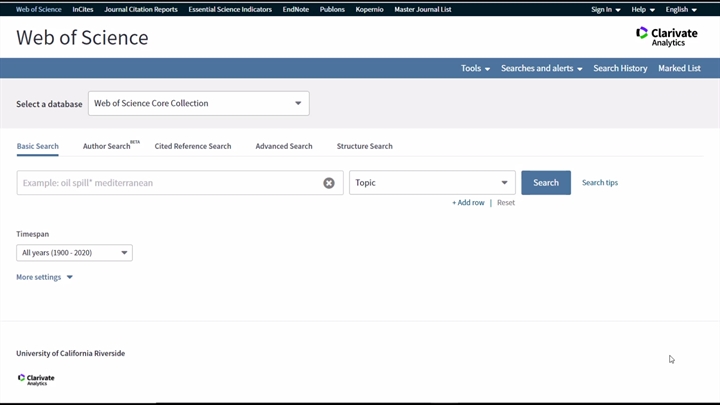 Web of Science InCites Journal Citation Reports Essential Science Indicators EndNote Publons Kopernio Master Journal List Sign In Help English
Web of Science
Clarivate
Analytics
Tools Searches and alerts Search History Marked List
Select a database Web of Science Core Collection
Basic Search Author Search BETA Cited Reference Search Advanced Search Structure Search
Example: oil spill* mediterranean Topic Search Search tips
+ Add row | Reset
Timespan
All years (1900 - 2020)
More settings
University of California Riverside
Clarivate
Analytics